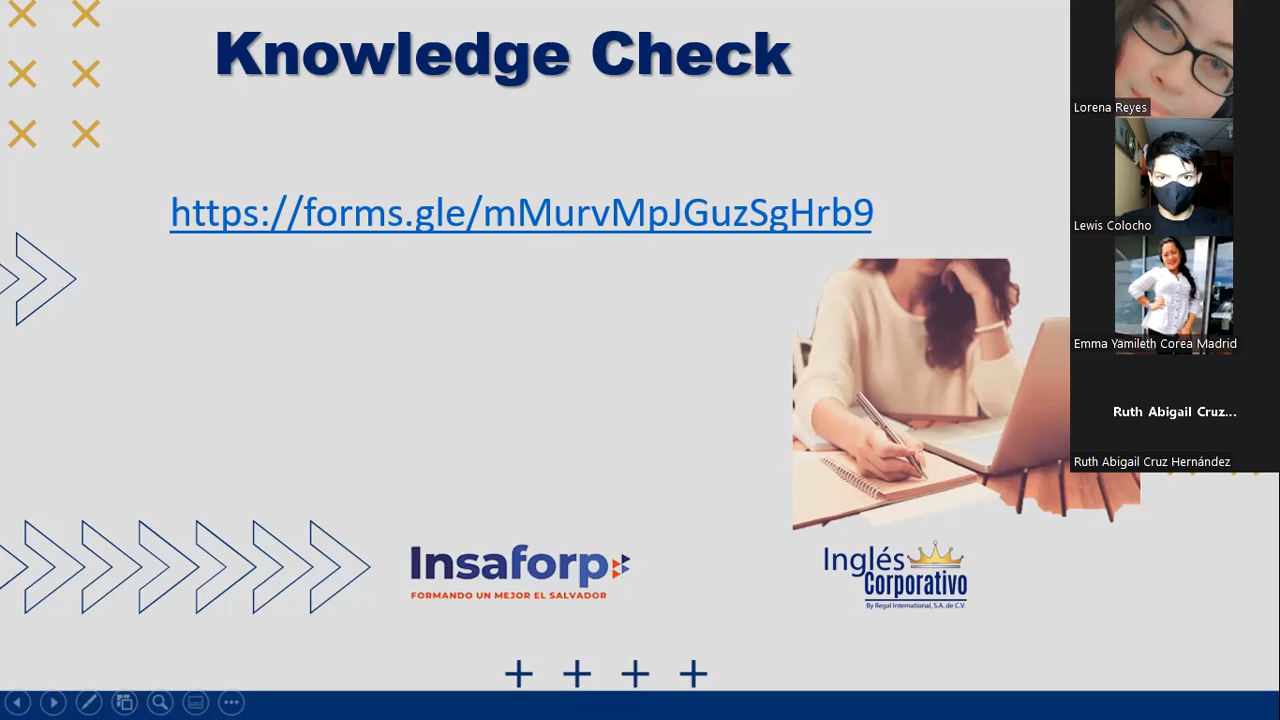 Knowledge Check
https://forms.gle/mMurvMpJGuzSgHrb9
Insaforp
FORMANDO UN MEJOR EL SALVADOR
Inglés
Corporativo
By Regal International, S.A. de C.V.
Lorena Reyes
Lewis Colocho
Emma Yamileth Corea Madrid
Ruth Abigail Cruz...
Ruth Abigail Cruz Hernández